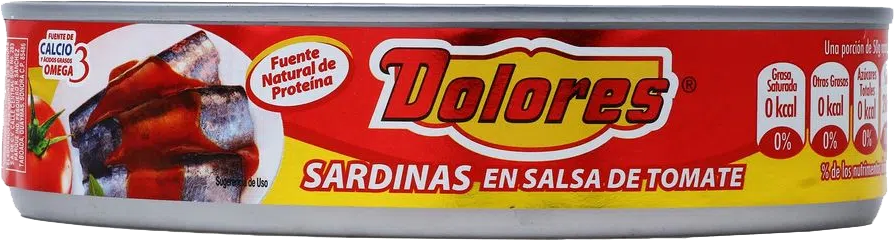 FUENTE DE
CALCIO
Y ÁCIDOS GRASOS
OMEGA 3
Fuente
Natural de
Proteína
Dolores®
SARDINAS EN SALSA DE TOMATE
Sugerencia de Uso
Una porción de
Grasa
Saturada
0 kcal
0%
Otras Grasas
0 kcal
0%
Azúcares
Totales
0 kcal
0%
% de los nutrimentos